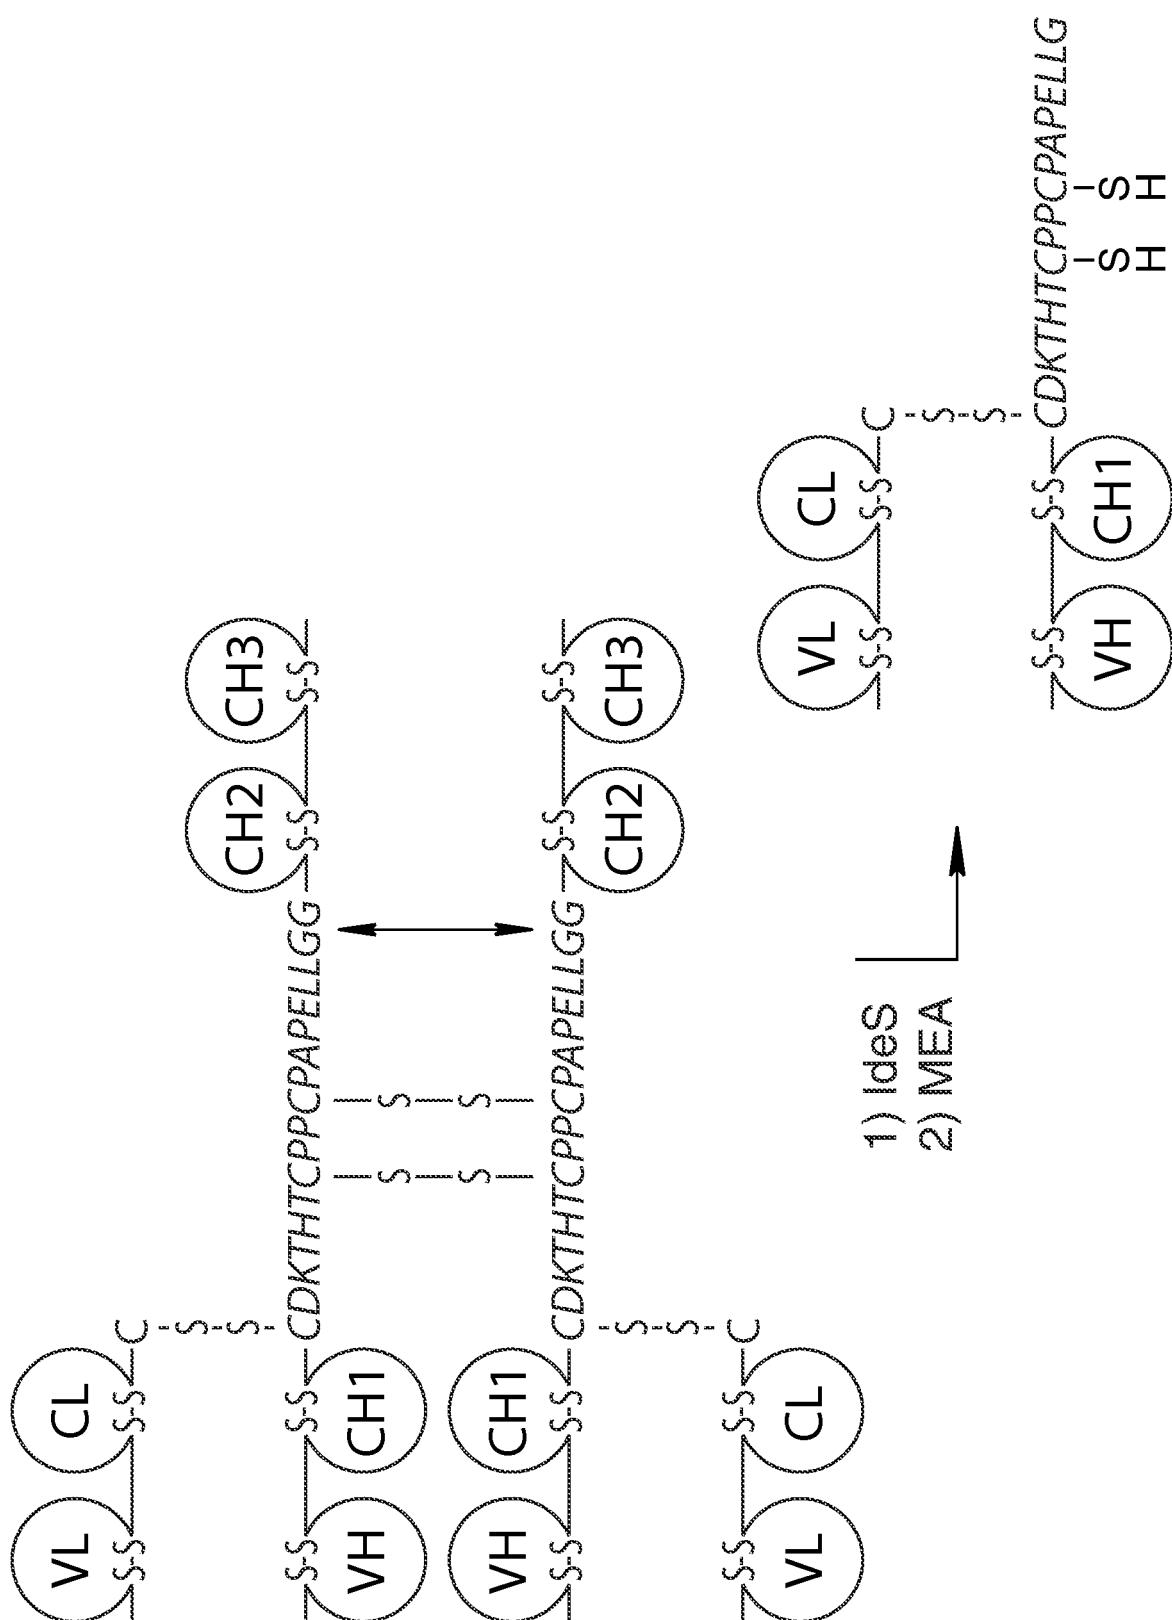 VL CL
S-S S-S C
S
S
CH2 CH3
S-S S-S CDKTHTCPPCPAPELLGG S-S S-S
VH CH1
S S
S S
VH CH1
S-S S-S CDKTHTCPPCPAPELLGG S-S S-S
CH2 CH3
S
S
S-S S-S C
VL CL
1) IdeS
2) MEA
VL CL
S-S S-S C
S
S
S-S S-S CDKTHTCPPCPAPELLG
VH CH1
S S
H H